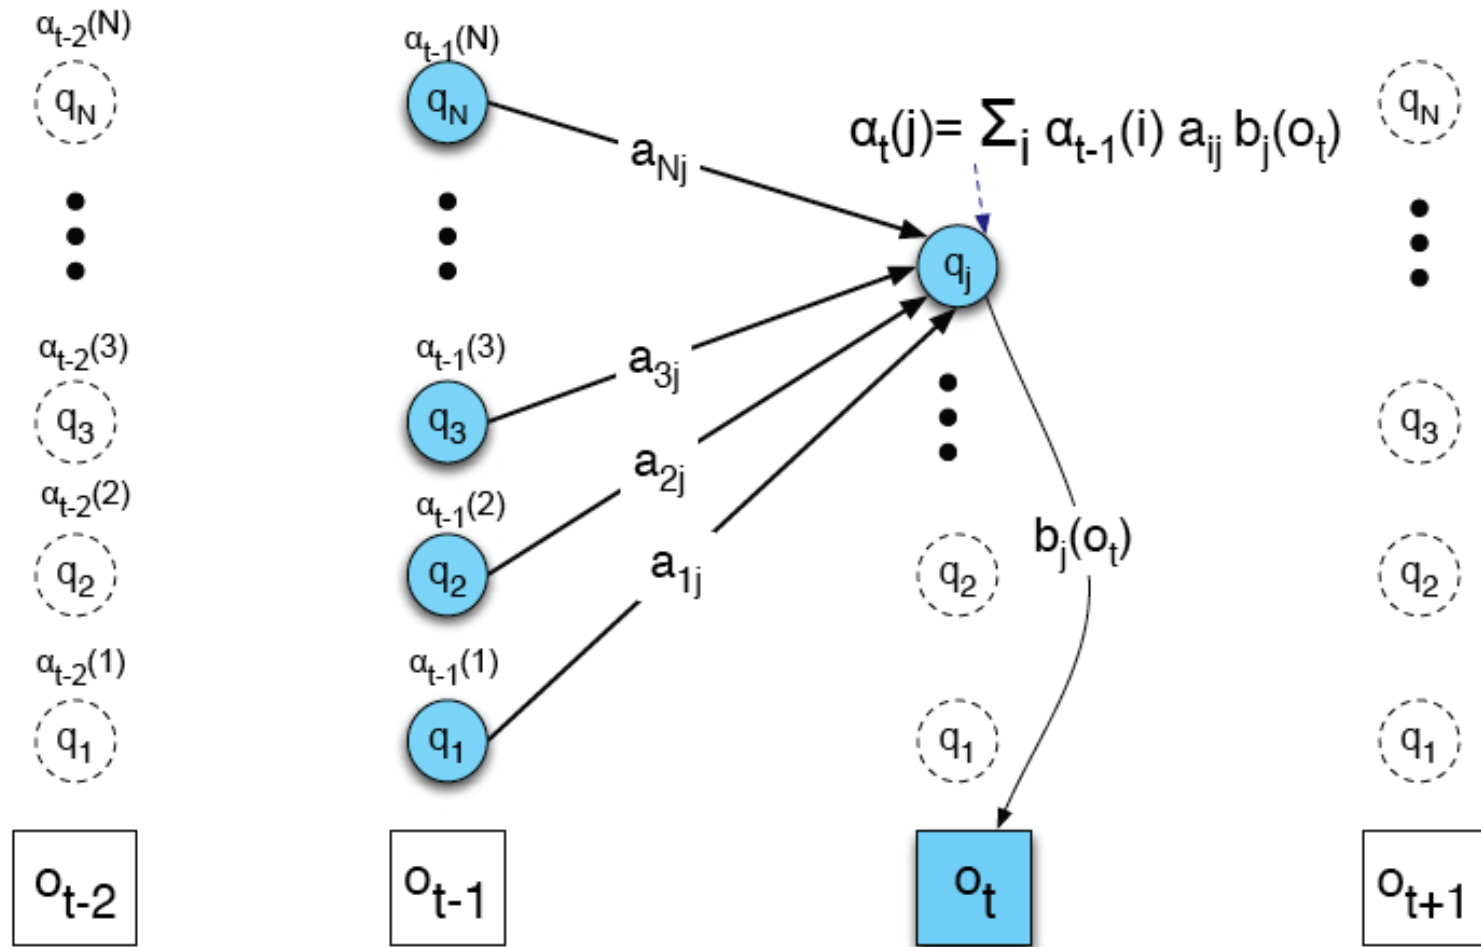 αt-2(N)
qN
αt-2(3)
q3
αt-2(2)
q2
αt-2(1)
q1
ot-2
αt-1(N)
qN
αt-1(3)
q3
αt-1(2)
q2
αt-1(1)
q1
ot-1
aNj
a3j
a2j
a1j
αt(j)= Σi αt-1(i) aij bj(ot)
qj
bj(ot)
q2
q1
ot
qN
q3
q2
q1
ot+1